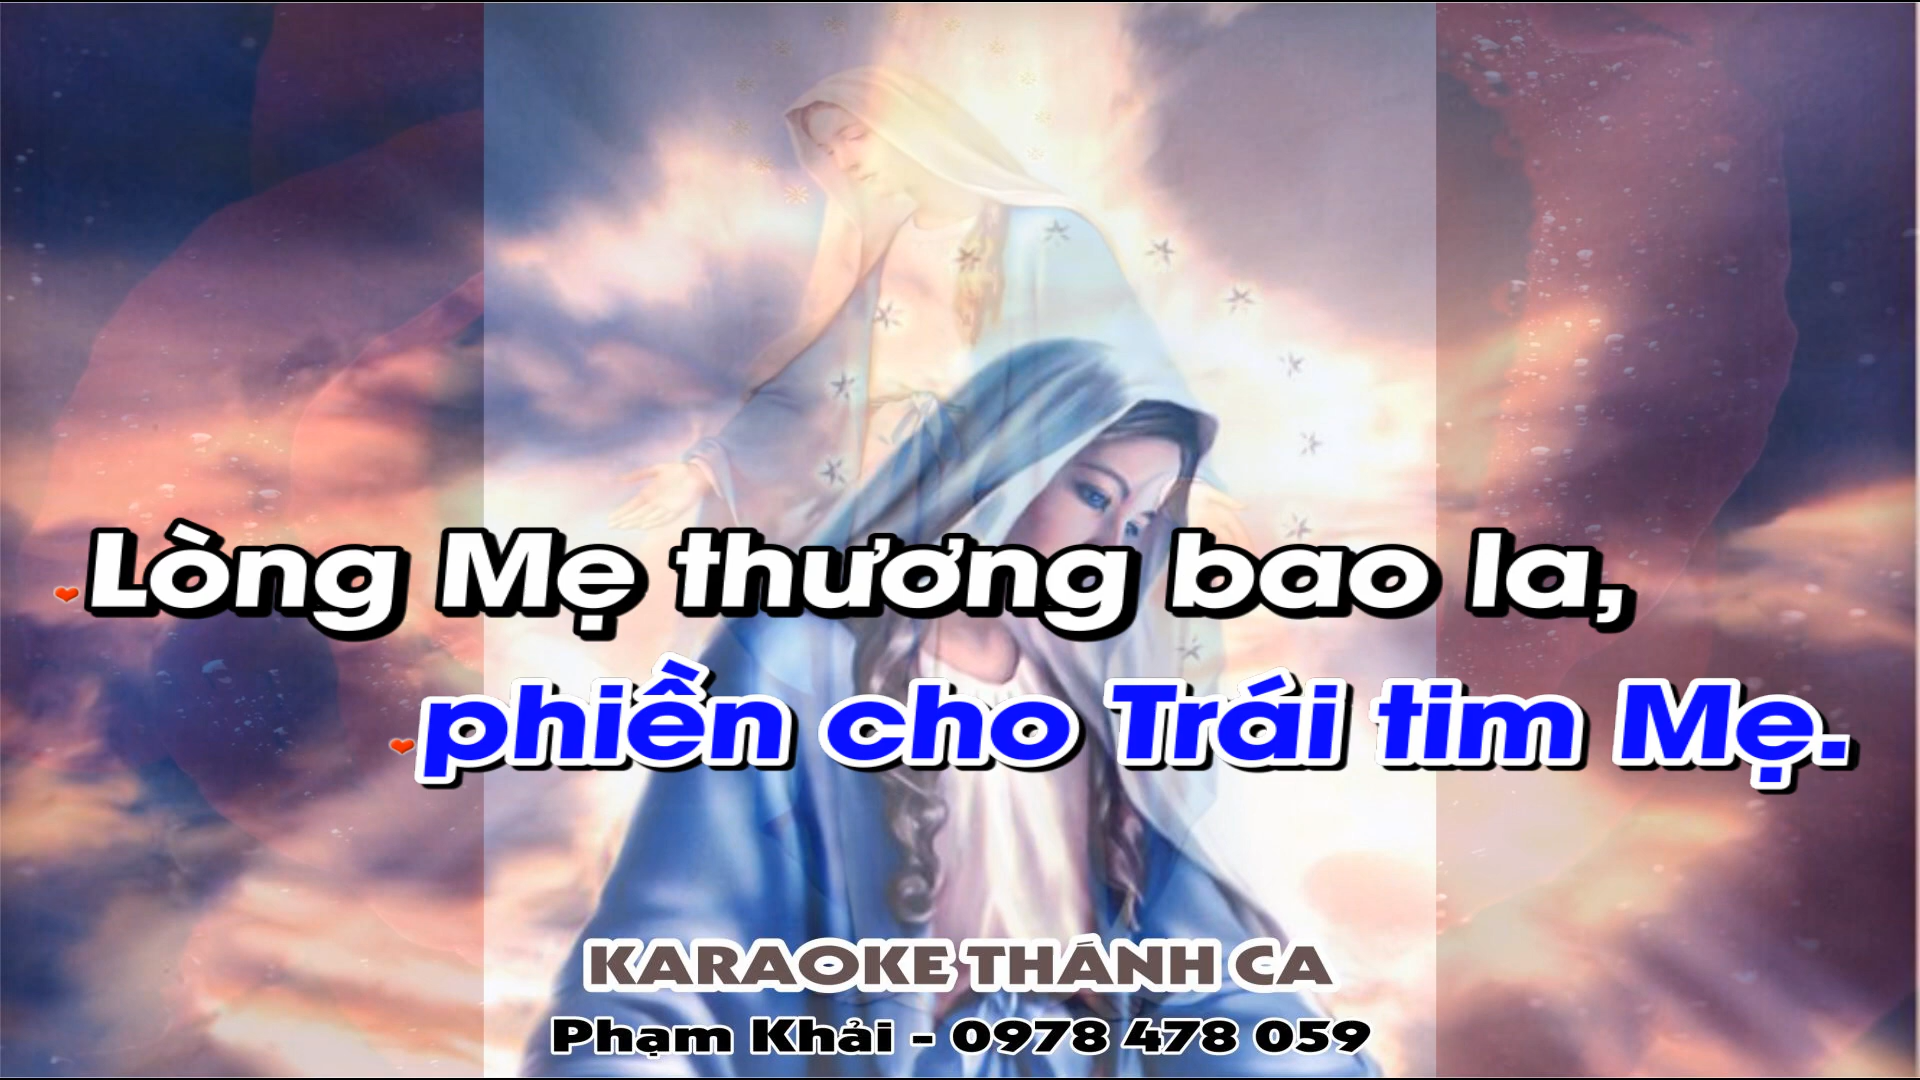 Lòng Mẹ thương bao la,
phiền cho Trái tim Mẹ.
KARAOKE THÁNH CA
Phạm Khải - 0978 478 059